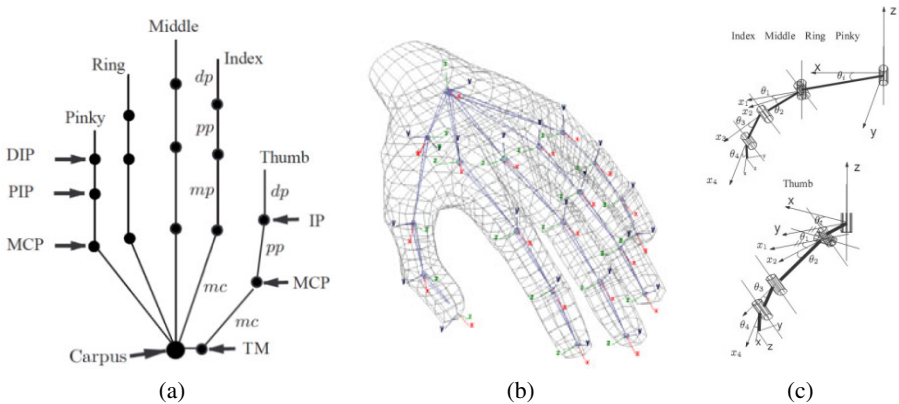 Middle
Ring
Index
dp
Pinky
pp
Thumb
DIP
dp
PIP
mp
IP
pp
MCP
mc
MCP
mc
Carpus
TM
(a)
(b)
z
Index Middle Ring Pinky
x
θ₁
x₁
x₂
θ₂
y
θ₃
x₃
θ₄
x₄
z
Thumb
x
y
θ₁
x₁
x₂
θ₂
θ₃
θ₄
y
x₄
x
z
(c)